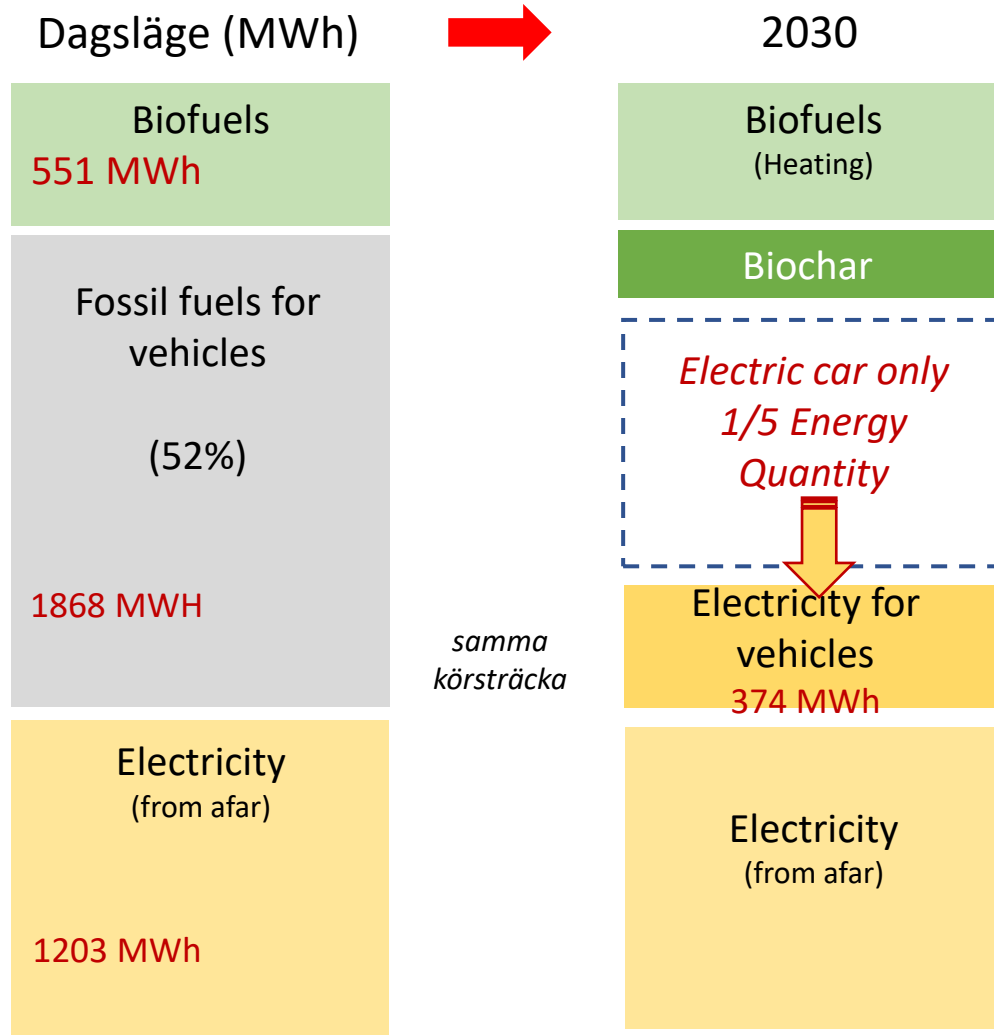 Dagsläge (MWh)
2030
Biofuels
551 MWh
Fossil fuels for
vehicles
(52%)
1868 MWH
Electricity
(from afar)
1203 MWh
samma
körsträcka
Biofuels
(Heating)
Biochar
Electric car only
1/5 Energy
Quantity
Electricity for
vehicles
374 MWh
Electricity
(from afar)